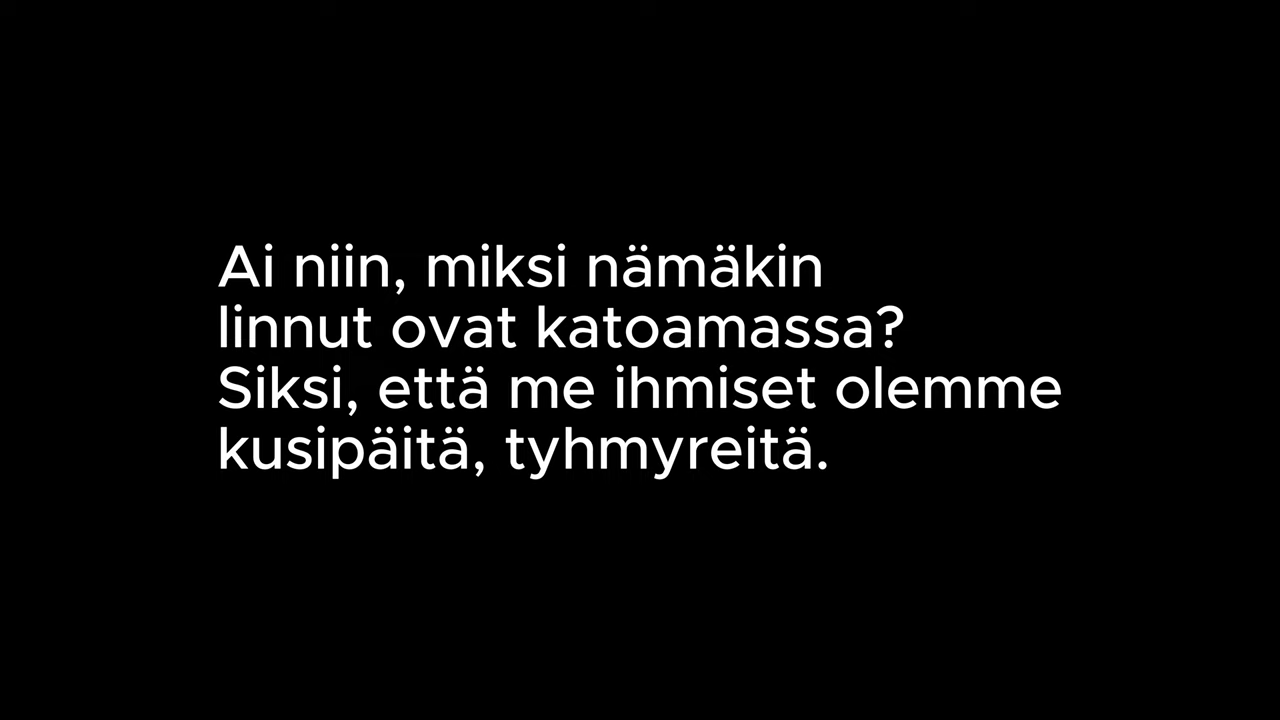 Ai niin, miksi nämäkin
linnut ovat katoamassa?
Siksi, että me ihmiset olemme
kusipäitä, tyhmyreitä.